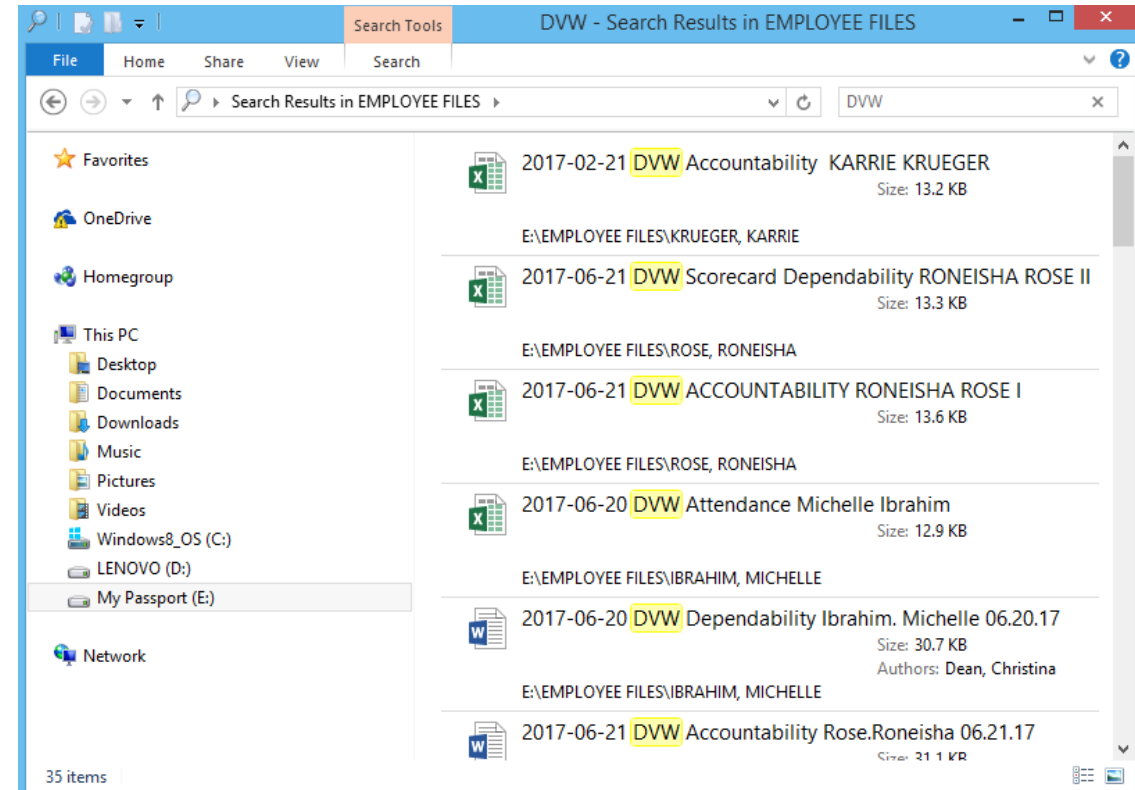 Search Tools
DVW - Search Results in EMPLOYEE FILES
File
Home
Share
View
Search
Search Results in EMPLOYEE FILES
DVW
Favorites
OneDrive
Homegroup
This PC
Desktop
Documents
Downloads
Music
Pictures
Videos
Windows8_OS (C:)
LENOVO (D:)
My Passport (E:)
Network
2017-02-21 DVW Accountability  KARRIE KRUEGER
Size: 13.2 KB
E:\EMPLOYEE FILES\KRUEGER, KARRIE
2017-06-21 DVW Scorecard Dependability RONEISHA ROSE II
Size: 13.3 KB
E:\EMPLOYEE FILES\ROSE, RONEISHA
2017-06-21 DVW ACCOUNTABILITY RONEISHA ROSE I
Size: 13.6 KB
E:\EMPLOYEE FILES\ROSE, RONEISHA
2017-06-20 DVW Attendance Michelle Ibrahim
Size: 12.9 KB
E:\EMPLOYEE FILES\IBRAHIM, MICHELLE
2017-06-20 DVW Dependability Ibrahim. Michelle 06.20.17
Size: 30.7 KB
Authors: Dean, Christina
E:\EMPLOYEE FILES\IBRAHIM, MICHELLE
2017-06-21 DVW Accountability Rose.Roneisha 06.21.17
Size: 31.1 KB
35 items